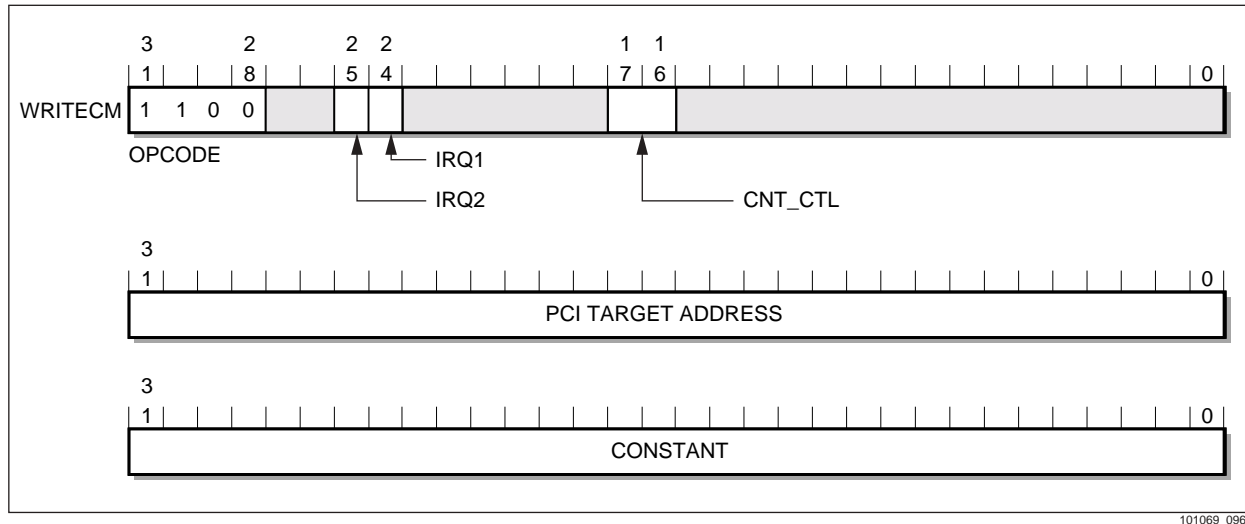 3 2 2 2 1 1
1 8 5 4 7 6 0
WRITECM 1 1 0 0
OPCODE
IRQ1
IRQ2
CNT_CTL
3
1 0
PCI TARGET ADDRESS
3
1 0
CONSTANT
101069_096